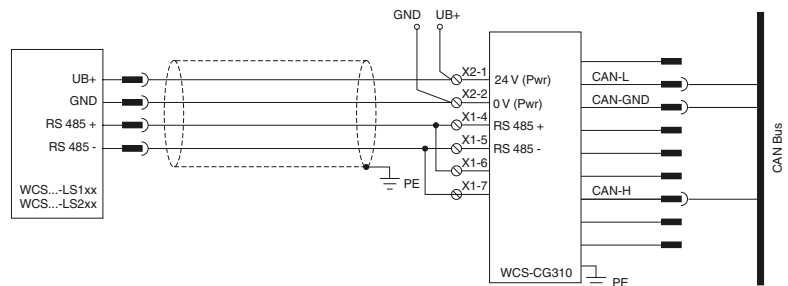 GND UB+
UB+
GND
RS 485 +
RS 485 -
WCS...-LS1xx
WCS...-LS2xx
PE
X2-1
X2-2
X1-4
X1-5
X1-6
X1-7
24 V (Pwr)
0 V (Pwr)
RS 485 +
RS 485 -
WCS-CG310
PE
CAN-L
CAN-GND
CAN-H
CAN Bus